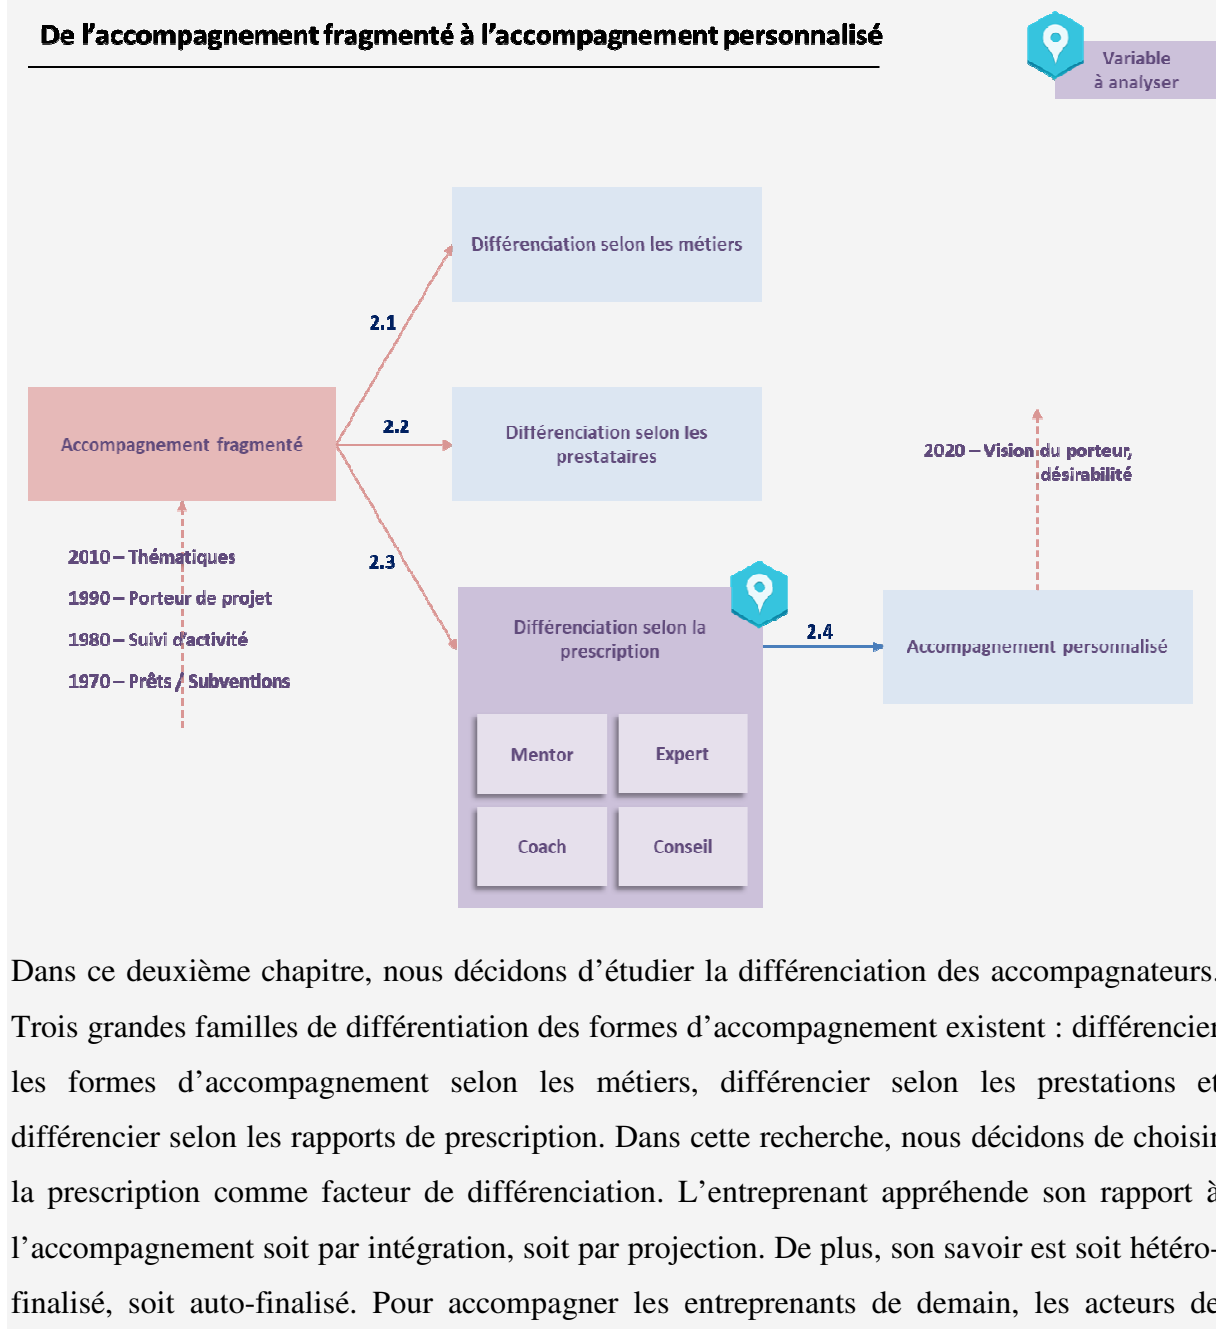 De l'accompagnement fragmenté à l'accompagnement personnalisé
Variable
à analyser
Différenciation selon les métiers
2.1
Accompagnement fragmenté
2.2
Différenciation selon les
prestataires
2020 – Vision du porteur,
désirabilité
2010 – Thématiques
1990 – Porteur de projet
1980 – Suivi d'activité
1970 – Prêts / Subventions
2.3
Différenciation selon la
prescription
2.4
Accompagnement personnalisé
Mentor
Expert
Coach
Conseil
Dans ce deuxième chapitre, nous décidons d'étudier la différenciation des accompagnateurs.
Trois grandes familles de différentiation des formes d'accompagnement existent : différencier
les formes d'accompagnement selon les métiers, différencier selon les prestations et
différencier selon les rapports de prescription. Dans cette recherche, nous décidons de choisir
la prescription comme facteur de différenciation. L'entreprenant appréhende son rapport à
l'accompagnement soit par intégration, soit par projection. De plus, son savoir est soit hétéro-
finalisé, soit auto-finalisé. Pour accompagner les entreprenants de demain, les acteurs de